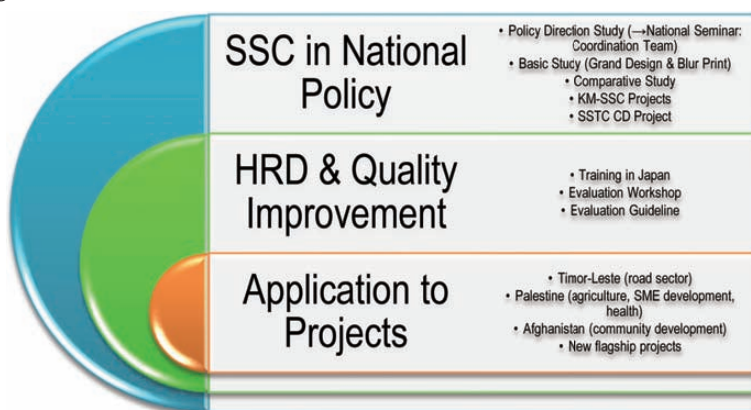 SSC in National
Policy
• Policy Direction Study (→National Seminar:
Coordination Team)
• Basic Study (Grand Design & Blur Print)
• Comparative Study
• KM-SSC Projects
• SSTC CD Project
HRD & Quality
Improvement
• Training in Japan
• Evaluation Workshop
• Evaluation Guideline
Application to
Projects
• Timor-Leste (road sector)
• Palestine (agriculture, SME development,
health)
• Afghanistan (community development)
• New flagship projects